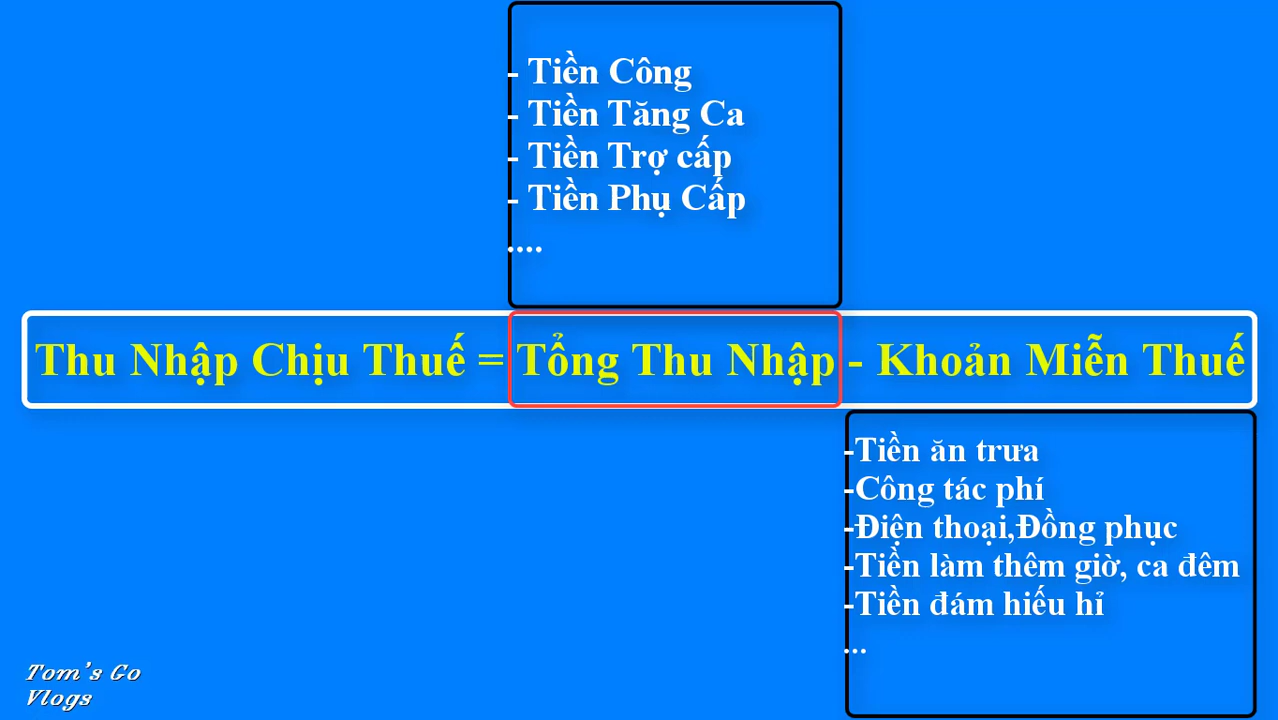 - Tiền Công
- Tiền Tăng Ca
- Tiền Trợ cấp
- Tiền Phụ Cấp
....
Thu Nhập Chịu Thuế = Tổng Thu Nhập - Khoản Miễn Thuế
-Tiền ăn trưa
-Công tác phí
-Điện thoại,Đồng phục
-Tiền làm thêm giờ, ca đêm
-Tiền đám hiếu hỉ
...
Tom's Go
Vlogs